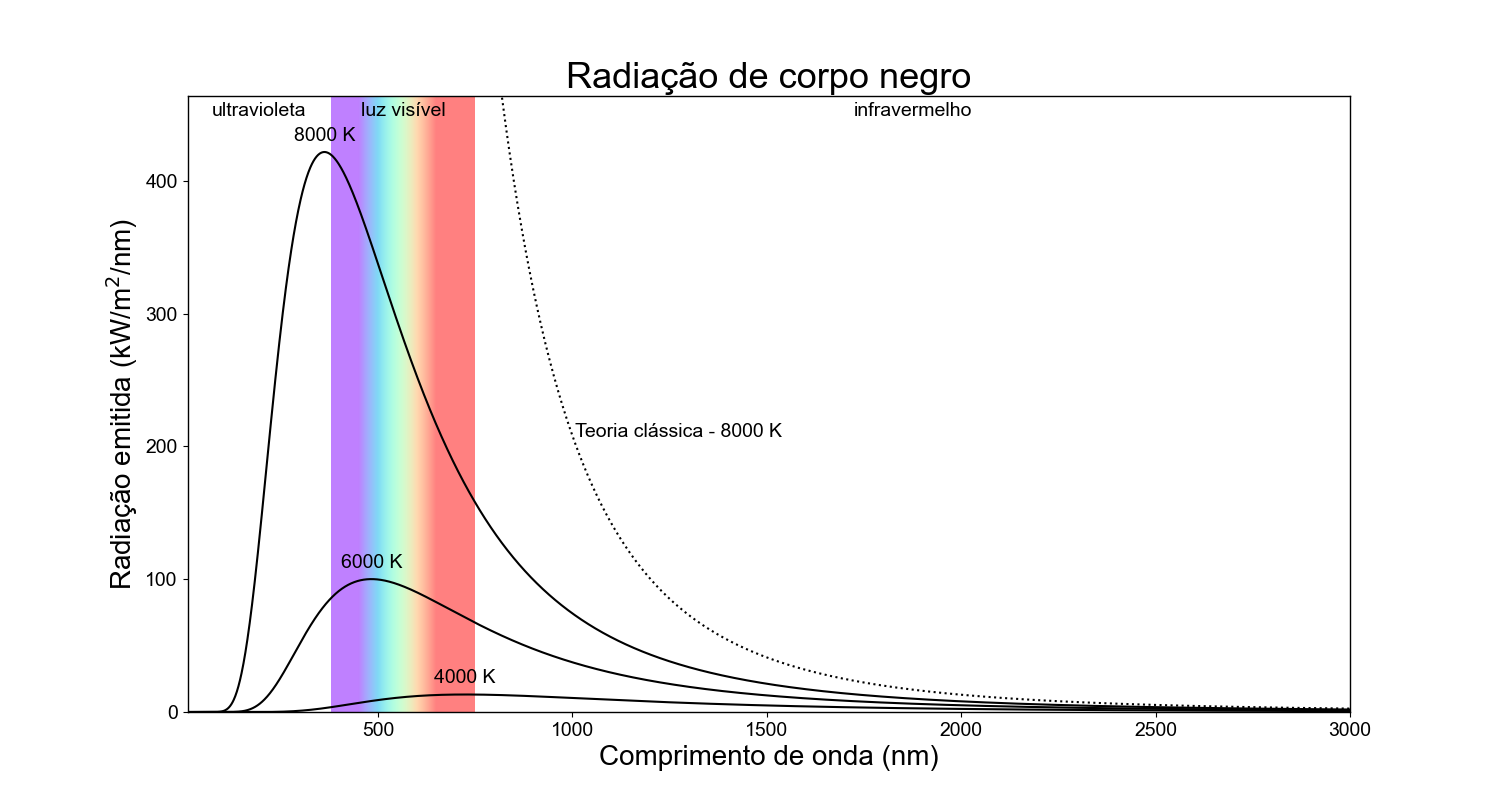 Radiação de corpo negro
ultravioleta
luz visível
infravermelho
8000 K
6000 K
4000 K
Teoria clássica - 8000 K
Radiação emitida (kW/m²/nm)
400
300
200
100
0
500
1000
1500
2000
2500
3000
Comprimento de onda (nm)